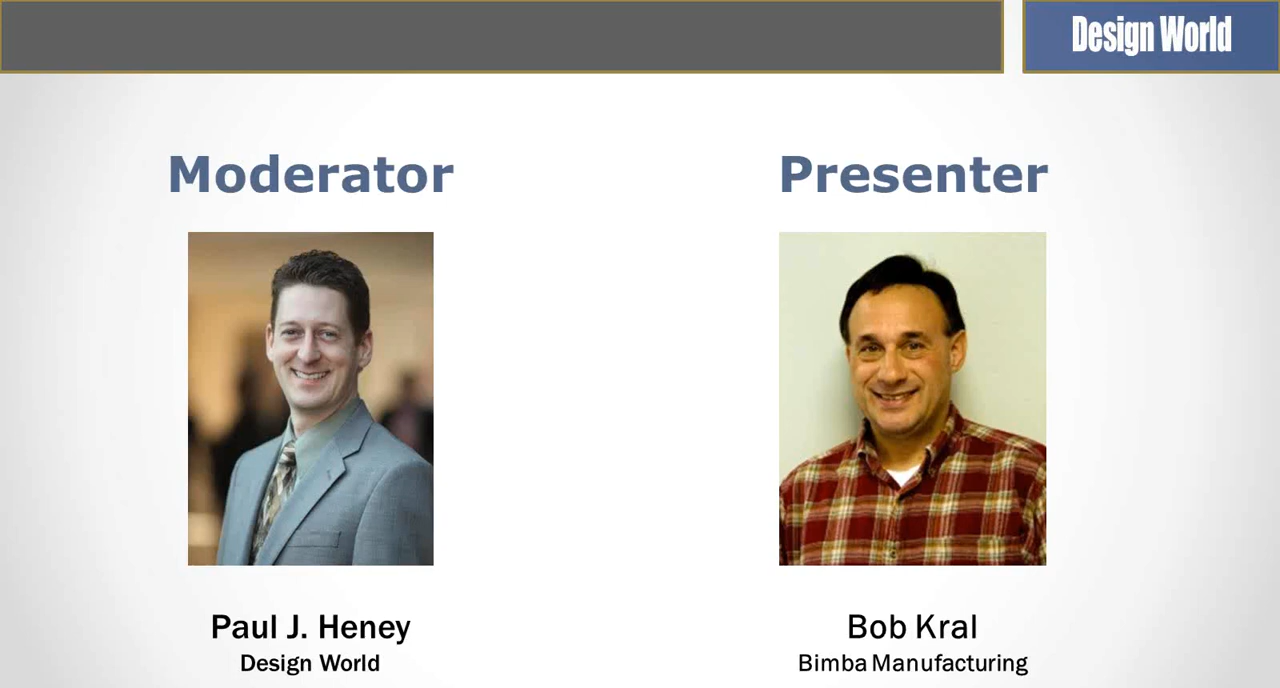 Design World
Moderator
Presenter
Paul J. Heney
Design World
Bob Kral
Bimba Manufacturing